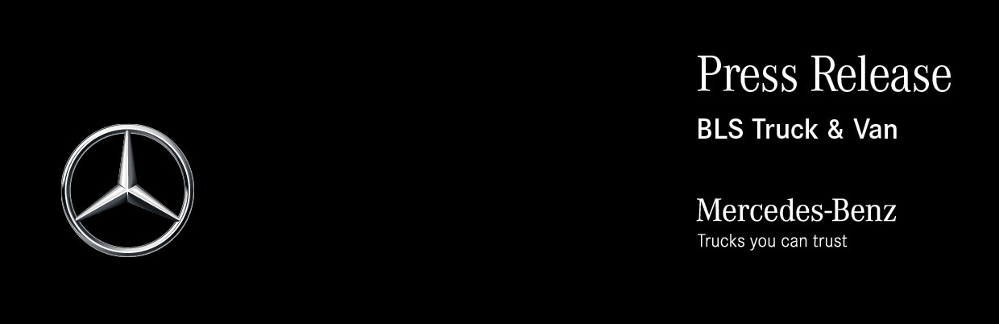 Press Release
BLS Truck & Van
Mercedes-Benz
Trucks you can trust